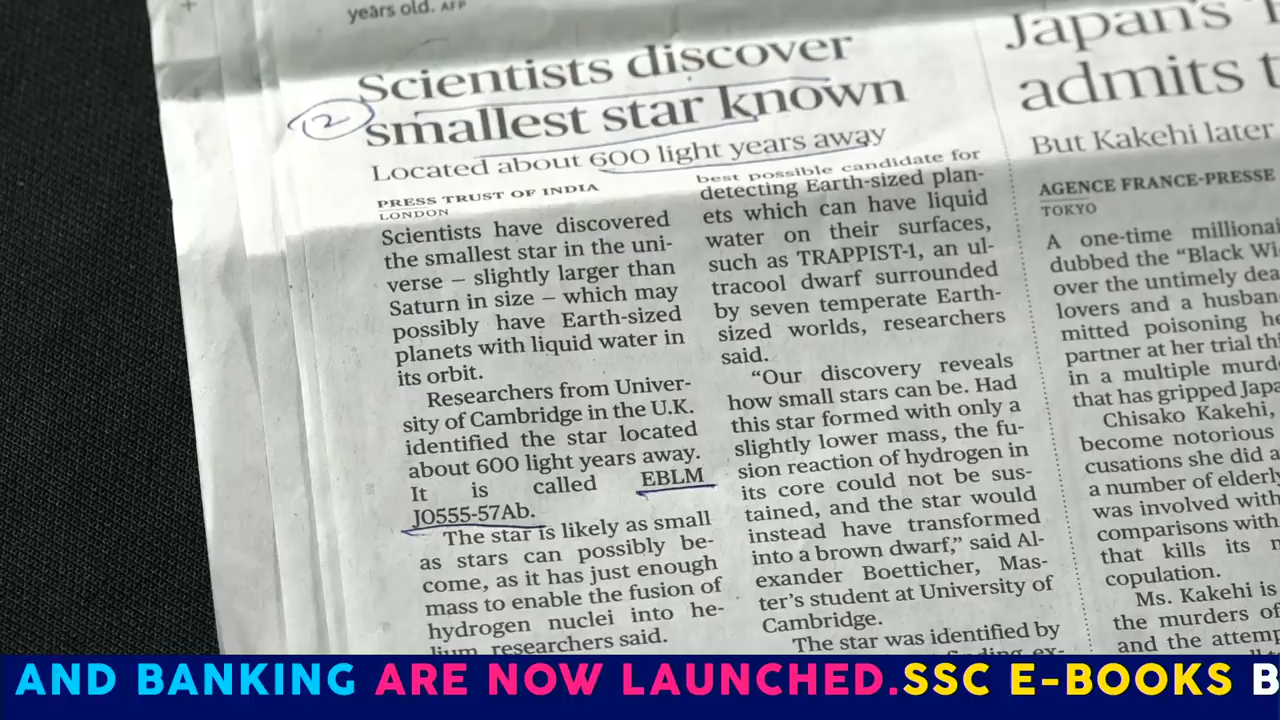 years old. AFP
Scientists discover
smallest star known
2
Located about 600 light years away
PRESS TRUST OF INDIA
LONDON
Scientists have discovered
the smallest star in the uni-
verse – slightly larger than
Saturn in size – which may
possibly have Earth-sized
planets with liquid water in
its orbit.
Researchers from Univer-
sity of Cambridge in the U.K.
identified the star located
about 600 light years away.
It is called EBLM
J0555-57Ab.
The star is likely as small
as stars can possibly be-
come, as it has just enough
mass to enable the fusion of
hydrogen nuclei into he-
lium, researchers said.
best possible candidate for
detecting Earth-sized plan-
ets which can have liquid
water on their surfaces,
such as TRAPPIST-1, an ul-
tracool dwarf surrounded
by seven temperate Earth-
sized worlds, researchers
said.
“Our discovery reveals
how small stars can be. Had
this star formed with only a
slightly lower mass, the fu-
sion reaction of hydrogen in
its core could not be sus-
tained, and the star would
instead have transformed
into a brown dwarf,” said Al-
exander Boetticher, Mas-
ter’s student at University of
Cambridge.
The star was identified by
Japan's
admits t
But Kakehi later
AGENCE FRANCE-PRESSE
TOKYO
A one-time millionai
dubbed the “Black Wi
over the untimely dea
lovers and a husban
mitted poisoning he
partner at her trial thi
in a multiple murd
that has gripped Japa
Chisako Kakehi,
become notorious
cusations she did a
a number of elderly
was involved with
comparisons with
that kills its m
copulation.
Ms. Kakehi is
the murders of
and the attemp
AND BANKING ARE NOW LAUNCHED.SSC E-BOOKS B